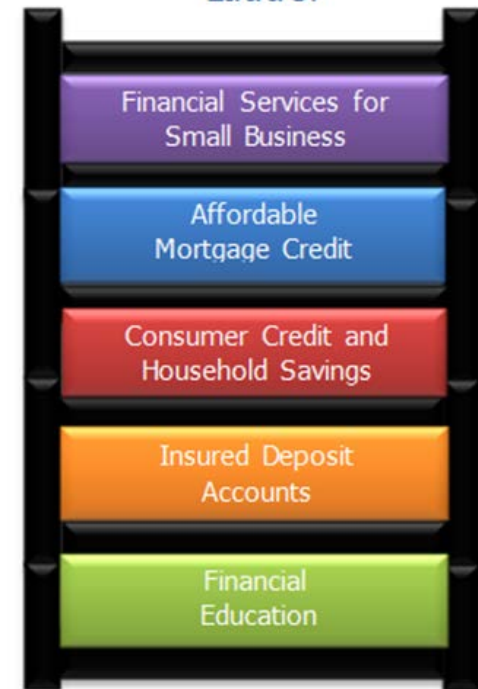 Financial Services for
Small Business
Affordable
Mortgage Credit
Consumer Credit and
Household Savings
Insured Deposit
Accounts
Financial
Education